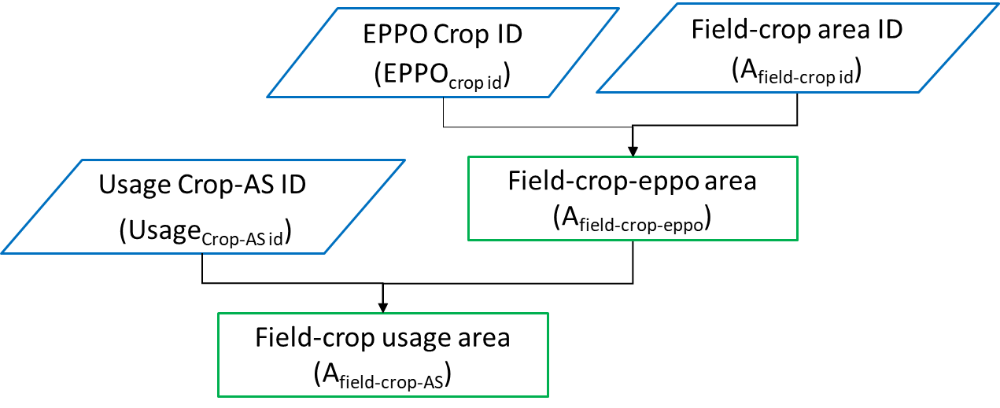 EPPO Crop ID
(EPPOcrop id)
Field-crop area ID
(Afield-crop id)
Usage Crop-AS ID
(UsageCrop-AS id)
Field-crop-eppo area
(Afield-crop-eppo)
Field-crop usage area
(Afield-crop-AS)